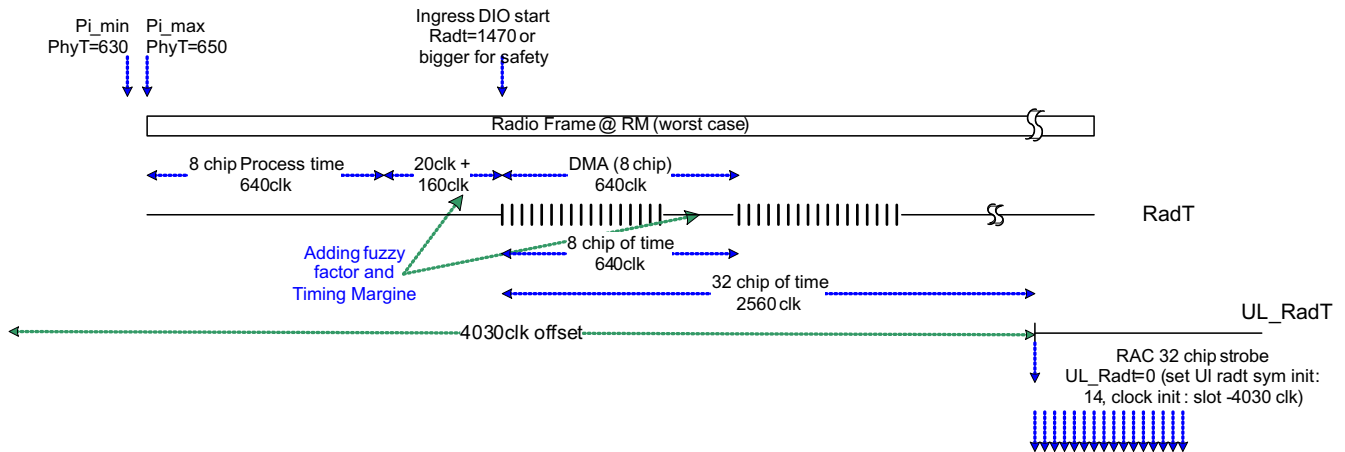 Pi_min
PhyT=630
Pi_max
PhyT=650
Ingress DIO start
Radt=1470 or
bigger for safety
Radio Frame @ RM (worst case)
8 chip Process time
640clk
20clk +
160clk
DMA (8 chip)
640clk
RadT
Adding fuzzy
factor and
Timing Margine
8 chip of time
640clk
32 chip of time
2560 clk
UL_RadT
4030clk offset
RAC 32 chip strobe
UL_Radt=0 (set UI radt sym init:
14, clock init : slot -4030 clk)